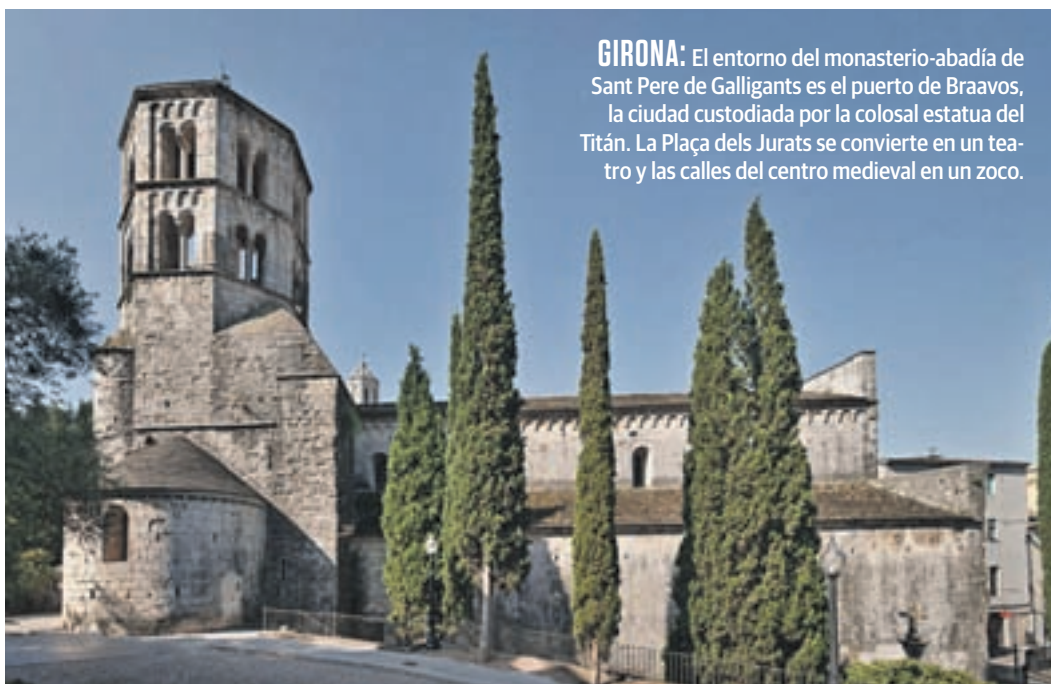 GIRONA: El entorno del monasterio-abadía de
Sant Pere de Galligants es el puerto de Braavos,
la ciudad custodiada por la colosal estatua del
Titán. La Plaça dels Jurats se convierte en un tea-
tro y las calles del centro medieval en un zoco.